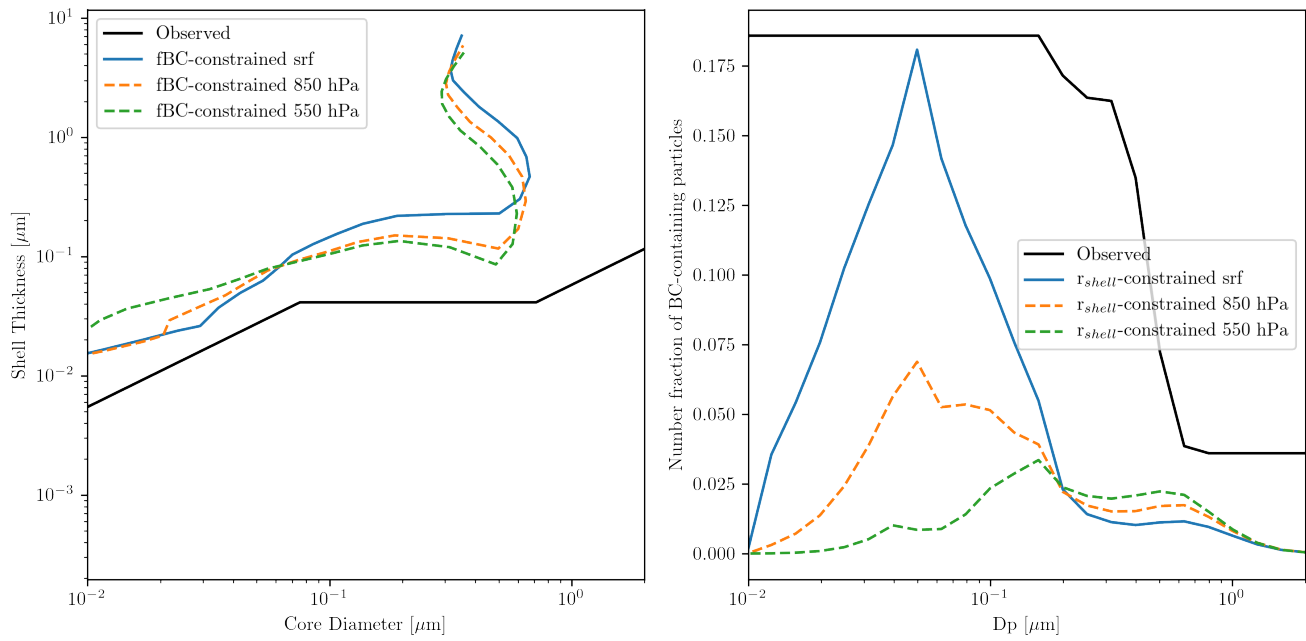 10¹
10⁰
10⁻¹
10⁻²
10⁻³
Shell Thickness [μm]
Observed
fBC-constrained srf
fBC-constrained 850 hPa
fBC-constrained 550 hPa
10⁻²
10⁻¹
10⁰
Core Diameter [μm]
0.175
0.150
0.125
0.100
0.075
0.050
0.025
0.000
Number fraction of BC-containing particles
Observed
r_shell-constrained srf
r_shell-constrained 850 hPa
r_shell-constrained 550 hPa
10⁻²
10⁻¹
10⁰
Dp [μm]